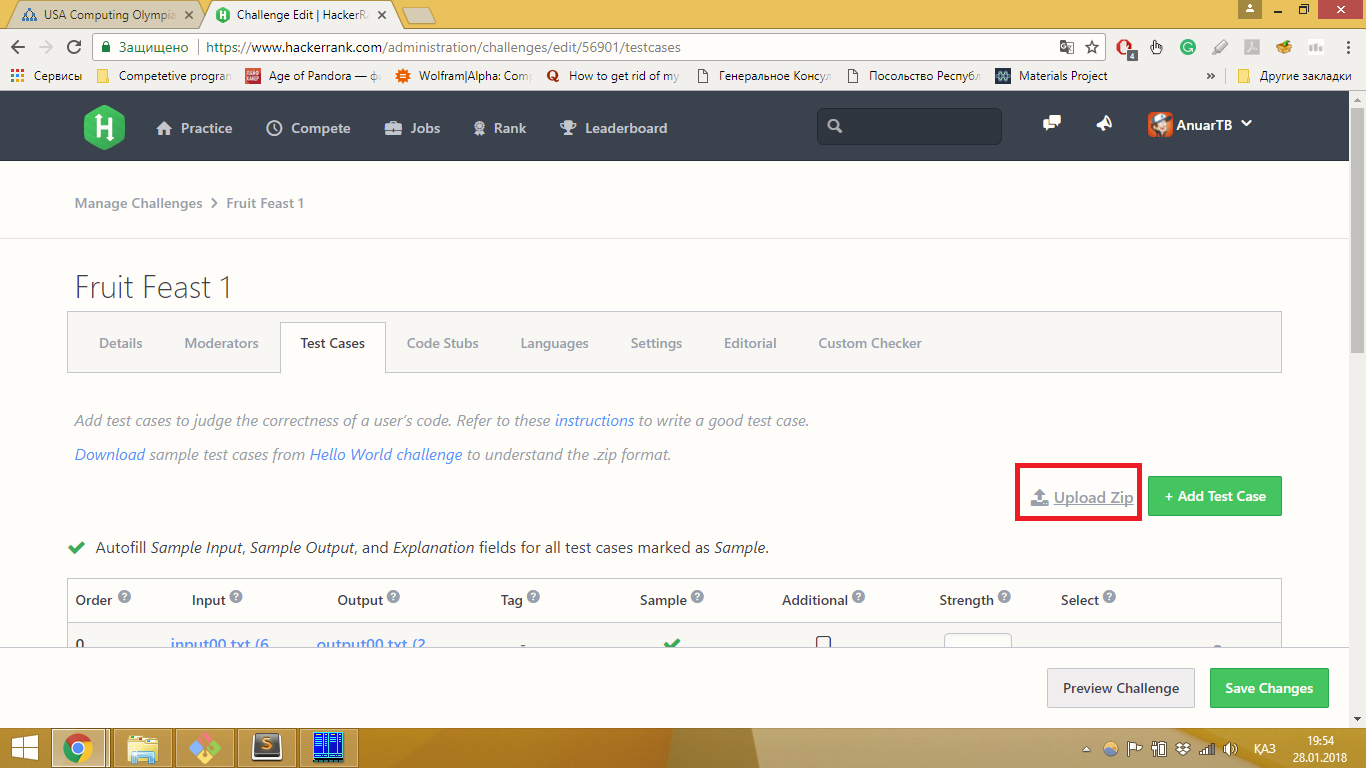 USA Computing Olympia
Challenge Edit | HackerRa
Защищено
https://www.hackerrank.com/administration/challenges/edit/56901/testcases
4
Сервисы
Competetive progran
Age of Pandora — ф
Wolfram|Alpha: Com
How to get rid of my
Генеральное Консул
Посольство Республ
Materials Project
»
Другие закладки
H
Practice
Compete
Jobs
Rank
Leaderboard
AnuarTB
Manage Challenges > Fruit Feast 1
Fruit Feast 1
Details
Moderators
Test Cases
Code Stubs
Languages
Settings
Editorial
Custom Checker
Add test cases to judge the correctness of a user's code. Refer to these instructions to write a good test case.
Download sample test cases from Hello World challenge to understand the .zip format.
Upload Zip
+ Add Test Case
Autofill Sample Input, Sample Output, and Explanation fields for all test cases marked as Sample.
Order ?
Input ?
Output ?
Tag ?
Sample ?
Additional ?
Strength ?
Select ?
0
input00.txt (6
output00.txt (2
-
Preview Challenge
Save Changes
S
ҚАЗ
19:54
28.01.2018